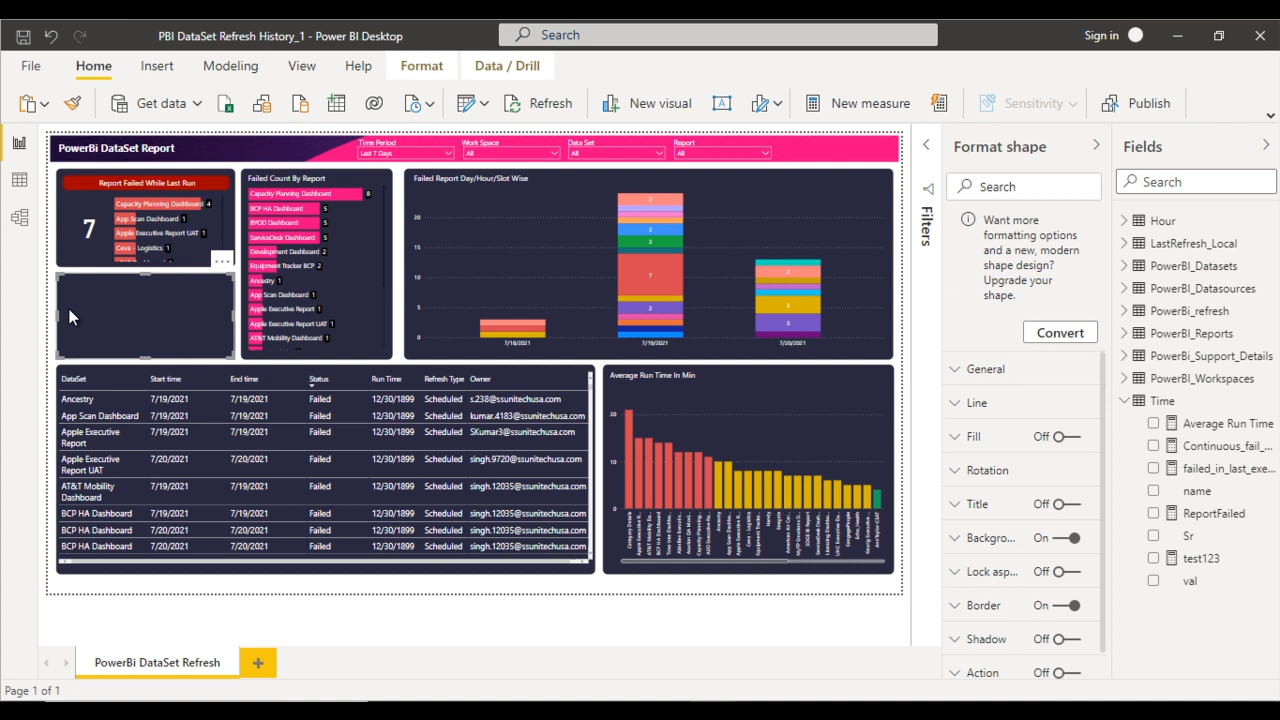 PBI DataSet Refresh History_1 - Power BI Desktop
Search
Sign in
File
Home
Insert
Modeling
View
Help
Format
Data / Drill
Get data
Refresh
New visual
New measure
Sensitivity
Publish
PowerBi DataSet Report
Time Period
Last 7 Days
Work Space
All
Data Set
All
Report
All
Report Failed While Last Run
7
Capacity Planning Dashboard 4
App Scan Dashboard 1
Apple Executive Report UAT 1
Ceva - Logistics 1
Failed Count By Report
Capacity Planning Dashboard 8
BCP HA Dashboard 5
BYOD Dashboard 5
ServiceDesk Dashboard 5
Development Dashboard 2
Equipment Tracker BCP 2
Ancestry 1
App Scan Dashboard 1
Apple Executive Report 1
Apple Executive Report UAT 1
AT&T Mobility Dashboard 1
Failed Report Day/Hour/Slot Wise
20
15
10
5
0
2
2
2
7
2
2
3
3
7/18/2021
7/19/2021
7/20/2021
DataSet Start time End time Status Run Time Refresh Type Owner
Ancestry 7/19/2021 7/19/2021 Failed 12/30/1899 Scheduled s.238@ssunitechusa.com
App Scan Dashboard 7/19/2021 7/19/2021 Failed 12/30/1899 Scheduled kumar.4183@ssunitechusa.com
Apple Executive Report 7/19/2021 7/19/2021 Failed 12/30/1899 Scheduled SKumar3@ssunitechusa.com
Apple Executive Report UAT 7/20/2021 7/20/2021 Failed 12/30/1899 Scheduled singh.9720@ssunitechusa.com
AT&T Mobility Dashboard 7/19/2021 7/19/2021 Failed 12/30/1899 Scheduled singh.12035@ssunitechusa.com
BCP HA Dashboard 7/19/2021 7/19/2021 Failed 12/30/1899 Scheduled singh.12035@ssunitechusa.com
BCP HA Dashboard 7/20/2021 7/20/2021 Failed 12/30/1899 Scheduled singh.12035@ssunitechusa.com
BCP HA Dashboard 7/20/2021 7/20/2021 Failed 12/30/1899 Scheduled singh.12035@ssunitechusa.com
Average Run Time In Min
20
10
0
Filters
Format shape
Search
Want more
formatting options
and a new, modern
shape design?
Upgrade your
shape.
Convert
General
Line
Fill Off
Rotation
Title Off
Backgro... On
Lock asp... Off
Border On
Shadow Off
Action Off
Fields
Search
Hour
LastRefresh_Local
PowerBI_Datasets
PowerBI_Datasources
PowerBi_refresh
PowerBI_Reports
PowerBi_Support_Details
PowerBI_Workspaces
Time
Average Run Time
Continuous_fail_...
failed_in_last_exe...
name
ReportFailed
Sr
test123
val
PowerBi DataSet Refresh
Page 1 of 1